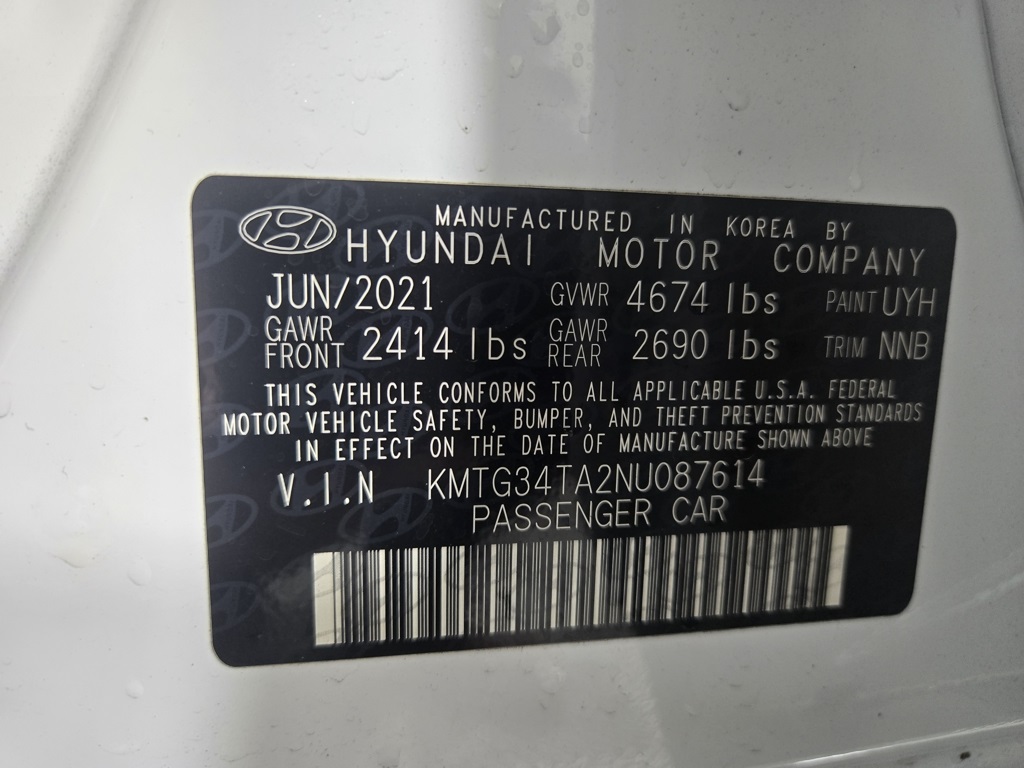 MANUFACTURED IN KOREA BY
HYUNDAI MOTOR COMPANY
JUN/2021 GVWR 4674 lbs PAINT UYH
GAWR FRONT 2414 lbs GAWR REAR 2690 lbs TRIM NNB
THIS VEHICLE CONFORMS TO ALL APPLICABLE U.S.A. FEDERAL
MOTOR VEHICLE SAFETY, BUMPER, AND THEFT PREVENTION STANDARDS
IN EFFECT ON THE DATE OF MANUFACTURE SHOWN ABOVE
V.I.N KMTG34TA2NU087614
PASSENGER CAR